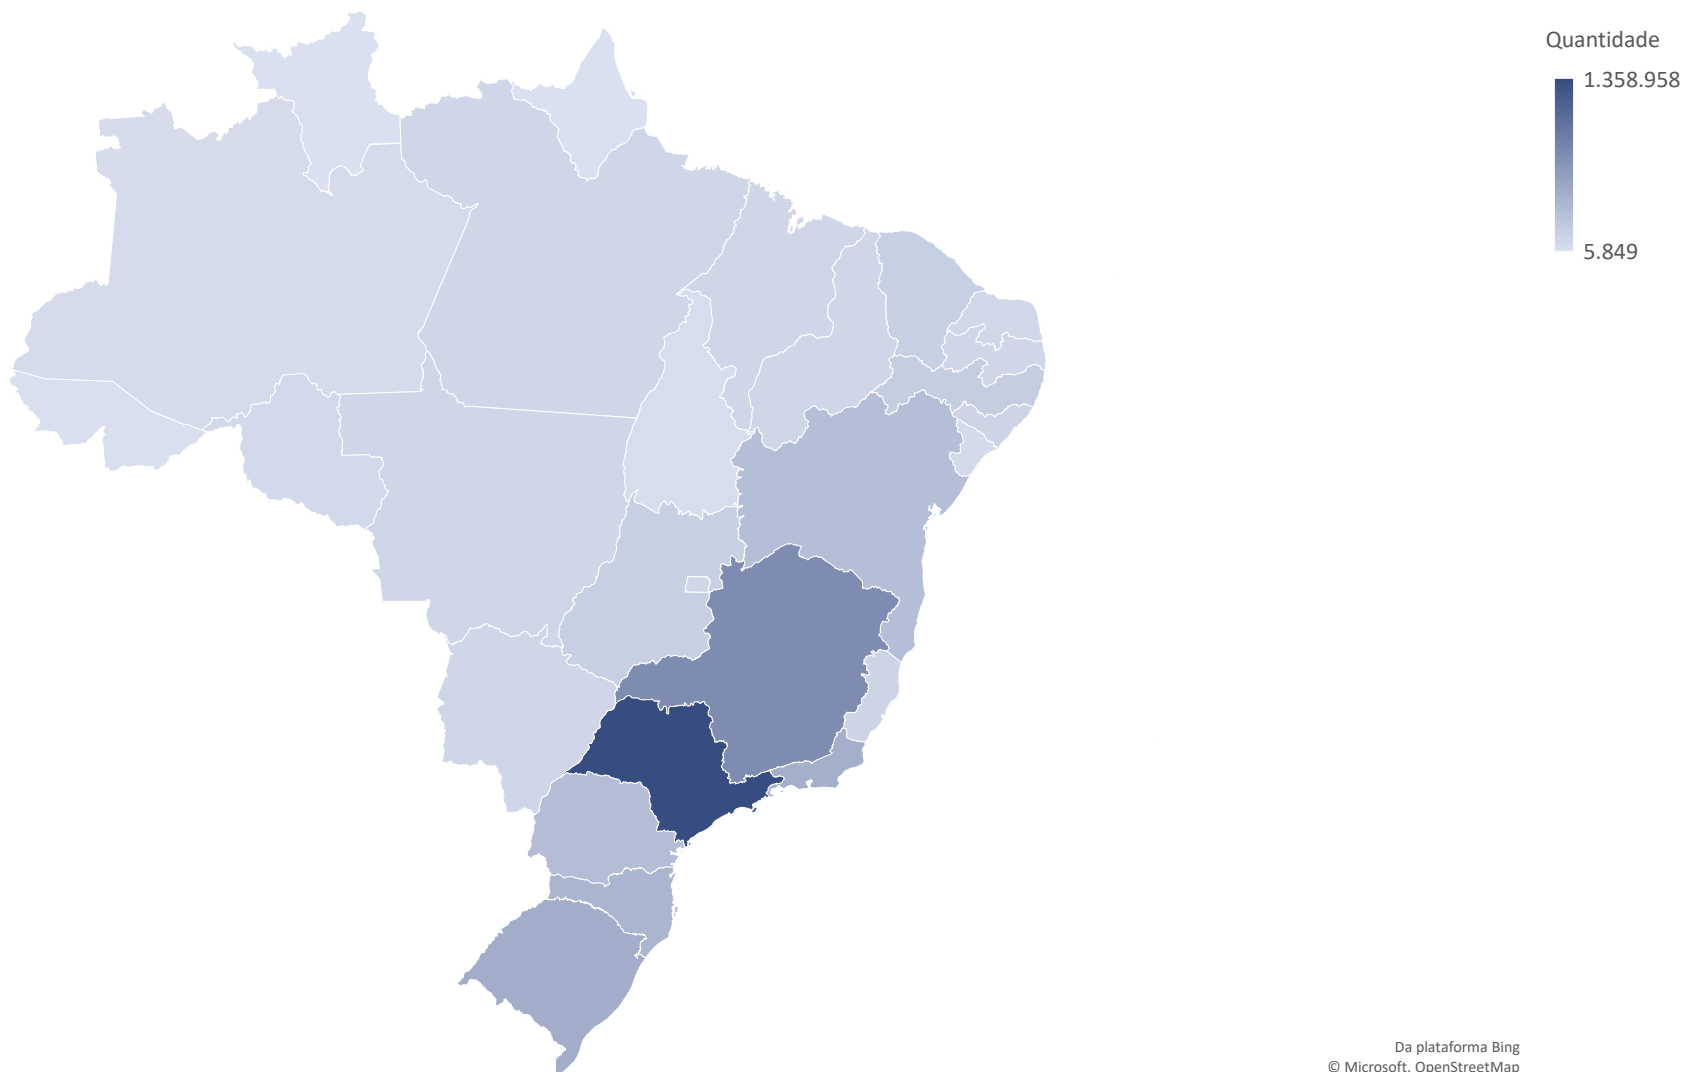 Quantidade
1.358.958
5.849
Da plataforma Bing
© Microsoft, OpenStreetMap